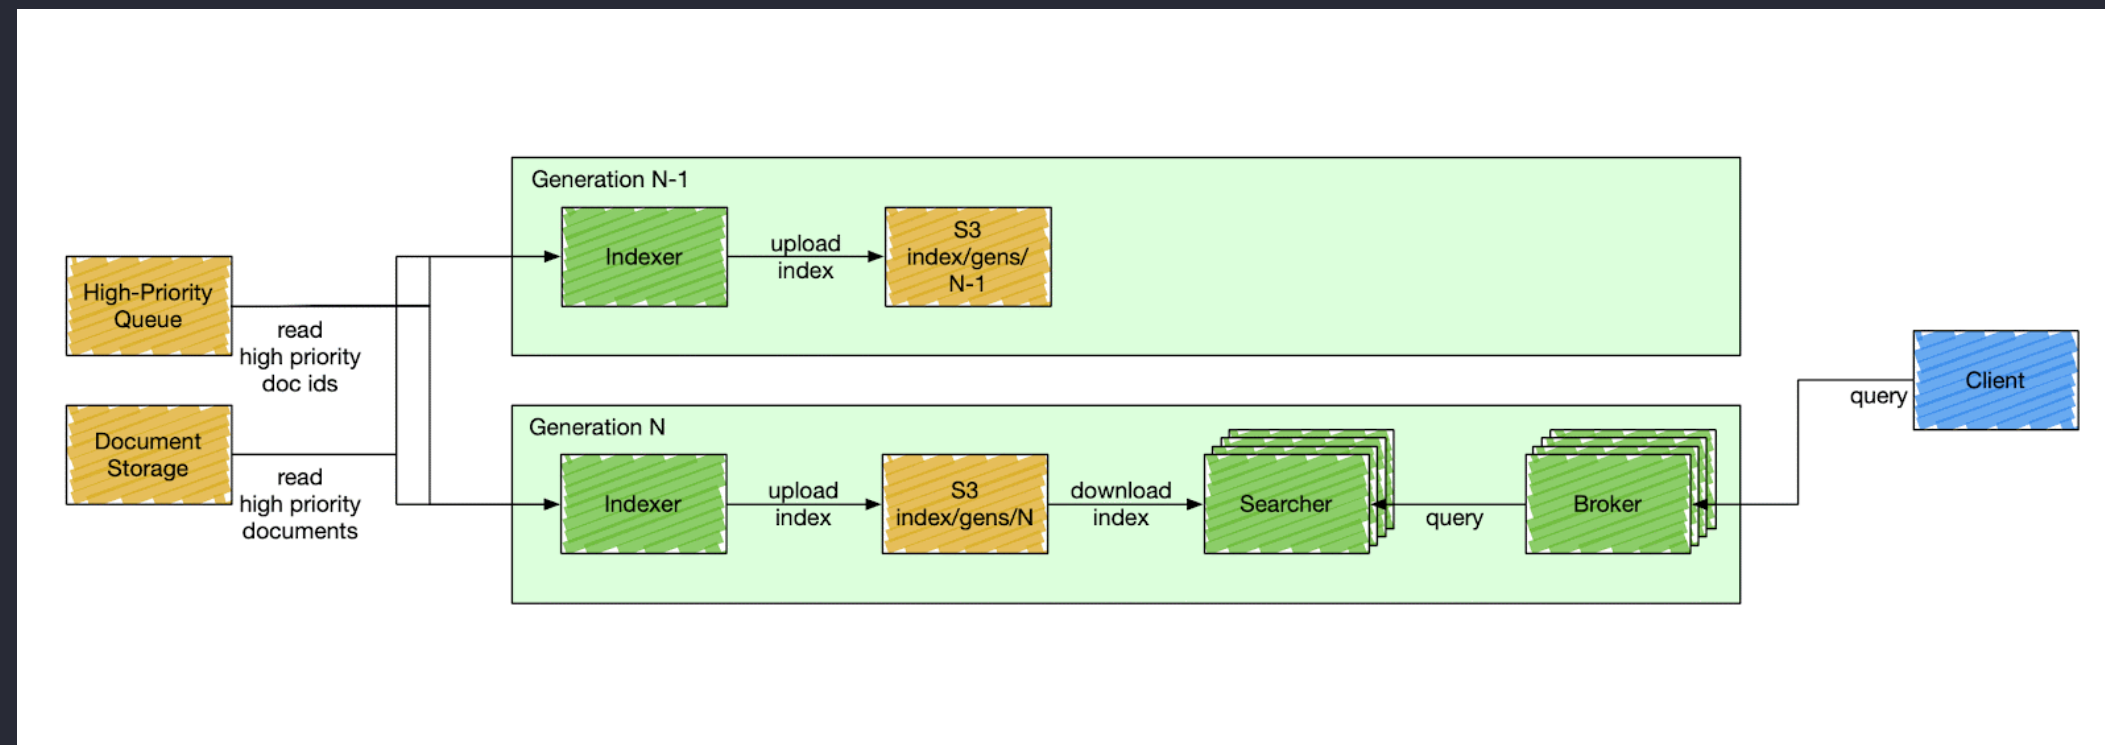 Generation N-1
Indexer
upload
index
S3
index/gens/
N-1
High-Priority
Queue
read
high priority
doc ids
Document
Storage
read
high priority
documents
Generation N
Indexer
upload
index
S3
index/gens/N
download
index
Searcher
query
Broker
query
Client